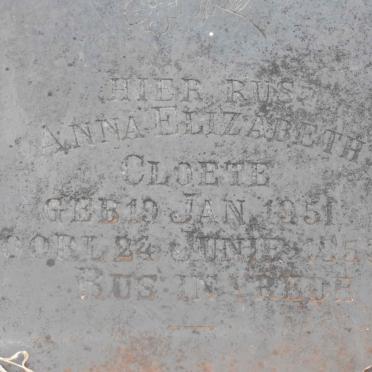 HIER RUS
ANNA ELIZABETH
CLOETE
GEB 19 JAN. 1951
OORL 24 JUNIE
RUS IN VREDE